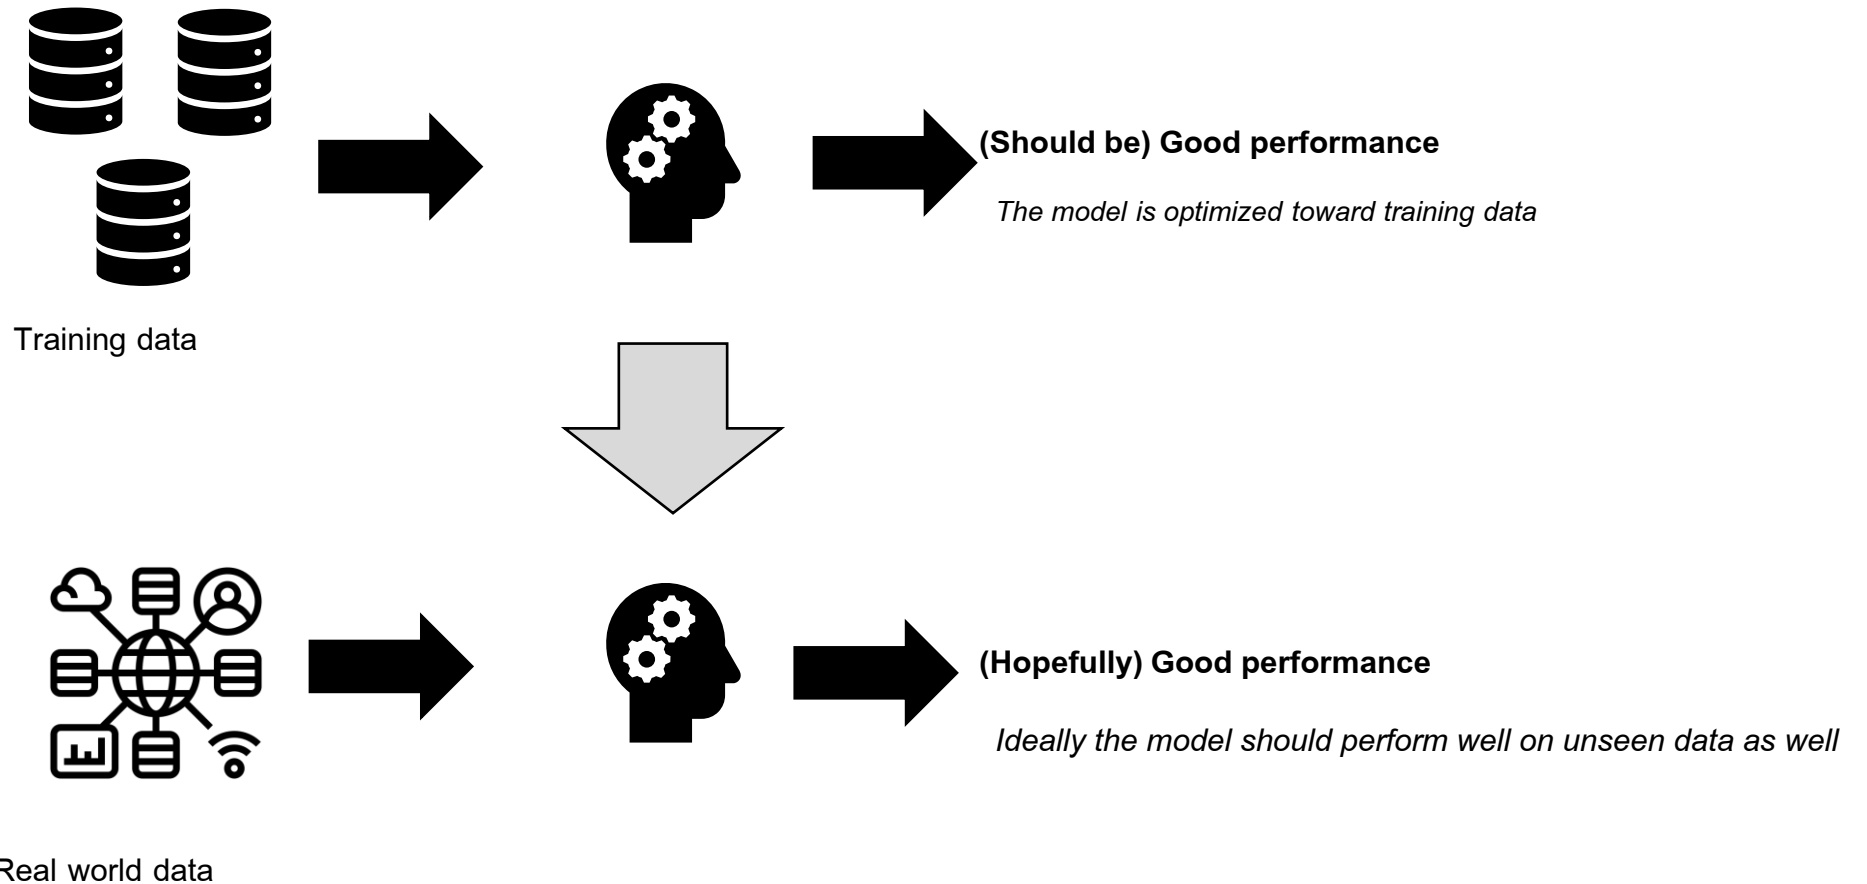 (Should be) Good performance
The model is optimized toward training data
Training data
(Hopefully) Good performance
Ideally the model should perform well on unseen data as well
Real world data